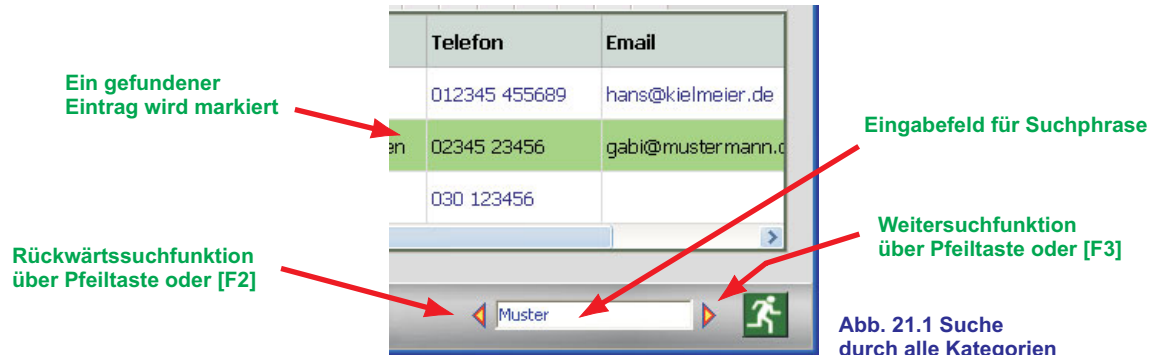 Telefon Email
Ein gefundener
Eintrag wird markiert
012345 455689 hans@kielmeier.de
en 02345 23456 gabi@mustermann.
Eingabefeld für Suchphrase
030 123456
Weitersuchfunktion
über Pfeiltaste oder [F3]
Rückwärtssuchfunktion
über Pfeiltaste oder [F2]
Muster
Abb. 21.1 Suche
durch alle Kategorien